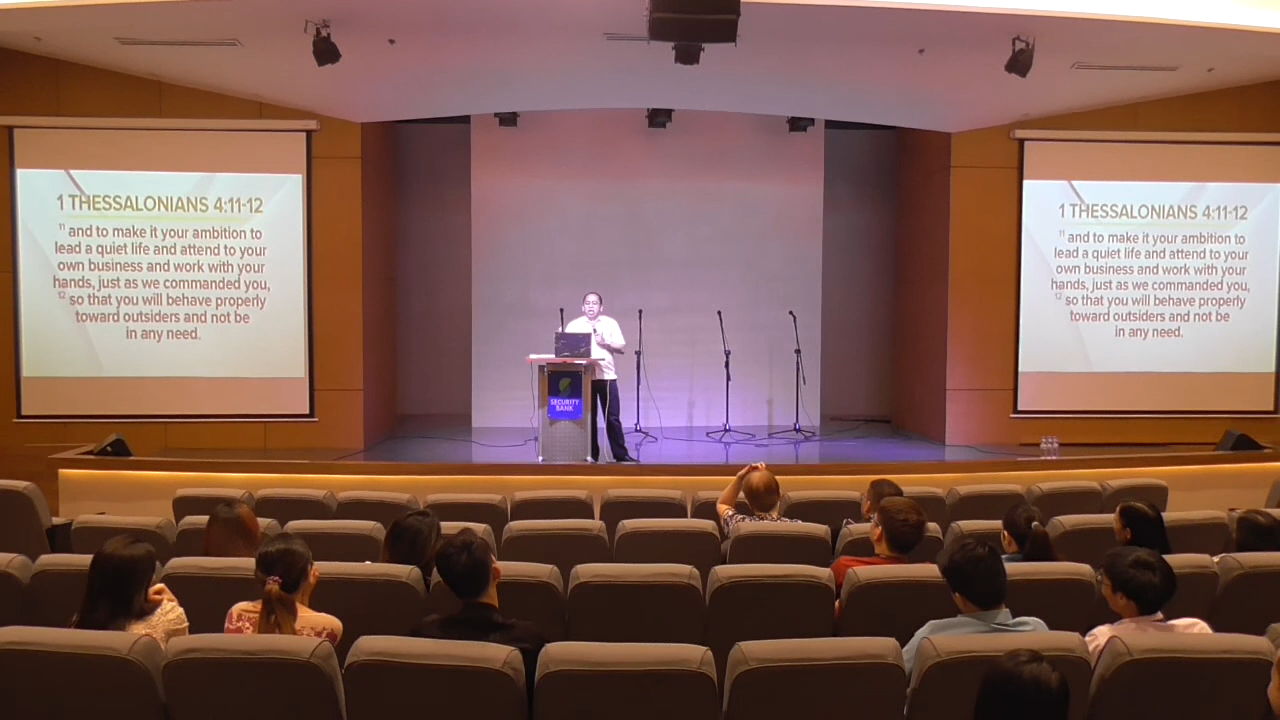 1 THESSALONIANS 4:11-12
11 and to make it your ambition to
lead a quiet life and attend to your
own business and work with your
hands, just as we commanded you,
12 so that you will behave properly
toward outsiders and not be
in any need.
SECURITY
BANK
1 THESSALONIANS 4:11-12
11 and to make it your ambition to
lead a quiet life and attend to your
own business and work with your
hands, just as we commanded you,
12 so that you will behave properly
toward outsiders and not be
in any need.